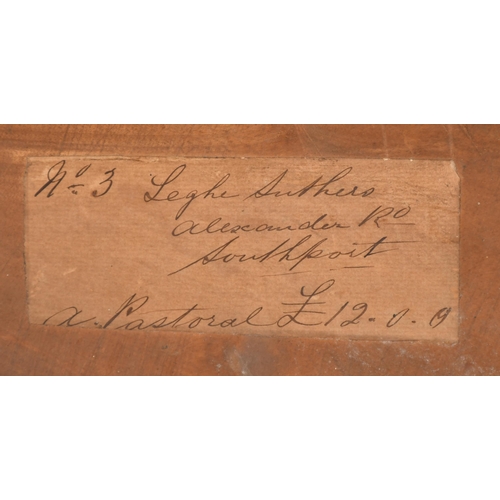 No 3 Leghe Suthers
Alexander Rd
Southport
A. Pastoral £12.0.0